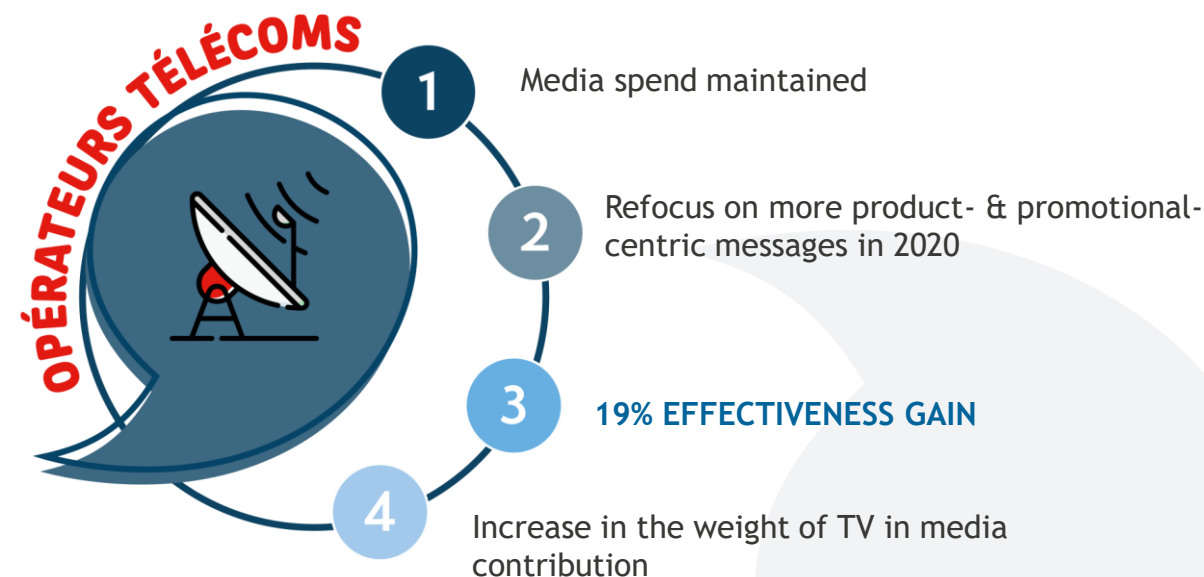 OPÉRATEURS TÉLÉCOMS
1
Media spend maintained
2
Refocus on more product- & promotional-
centric messages in 2020
3
19% EFFECTIVENESS GAIN
4
Increase in the weight of TV in media
contribution